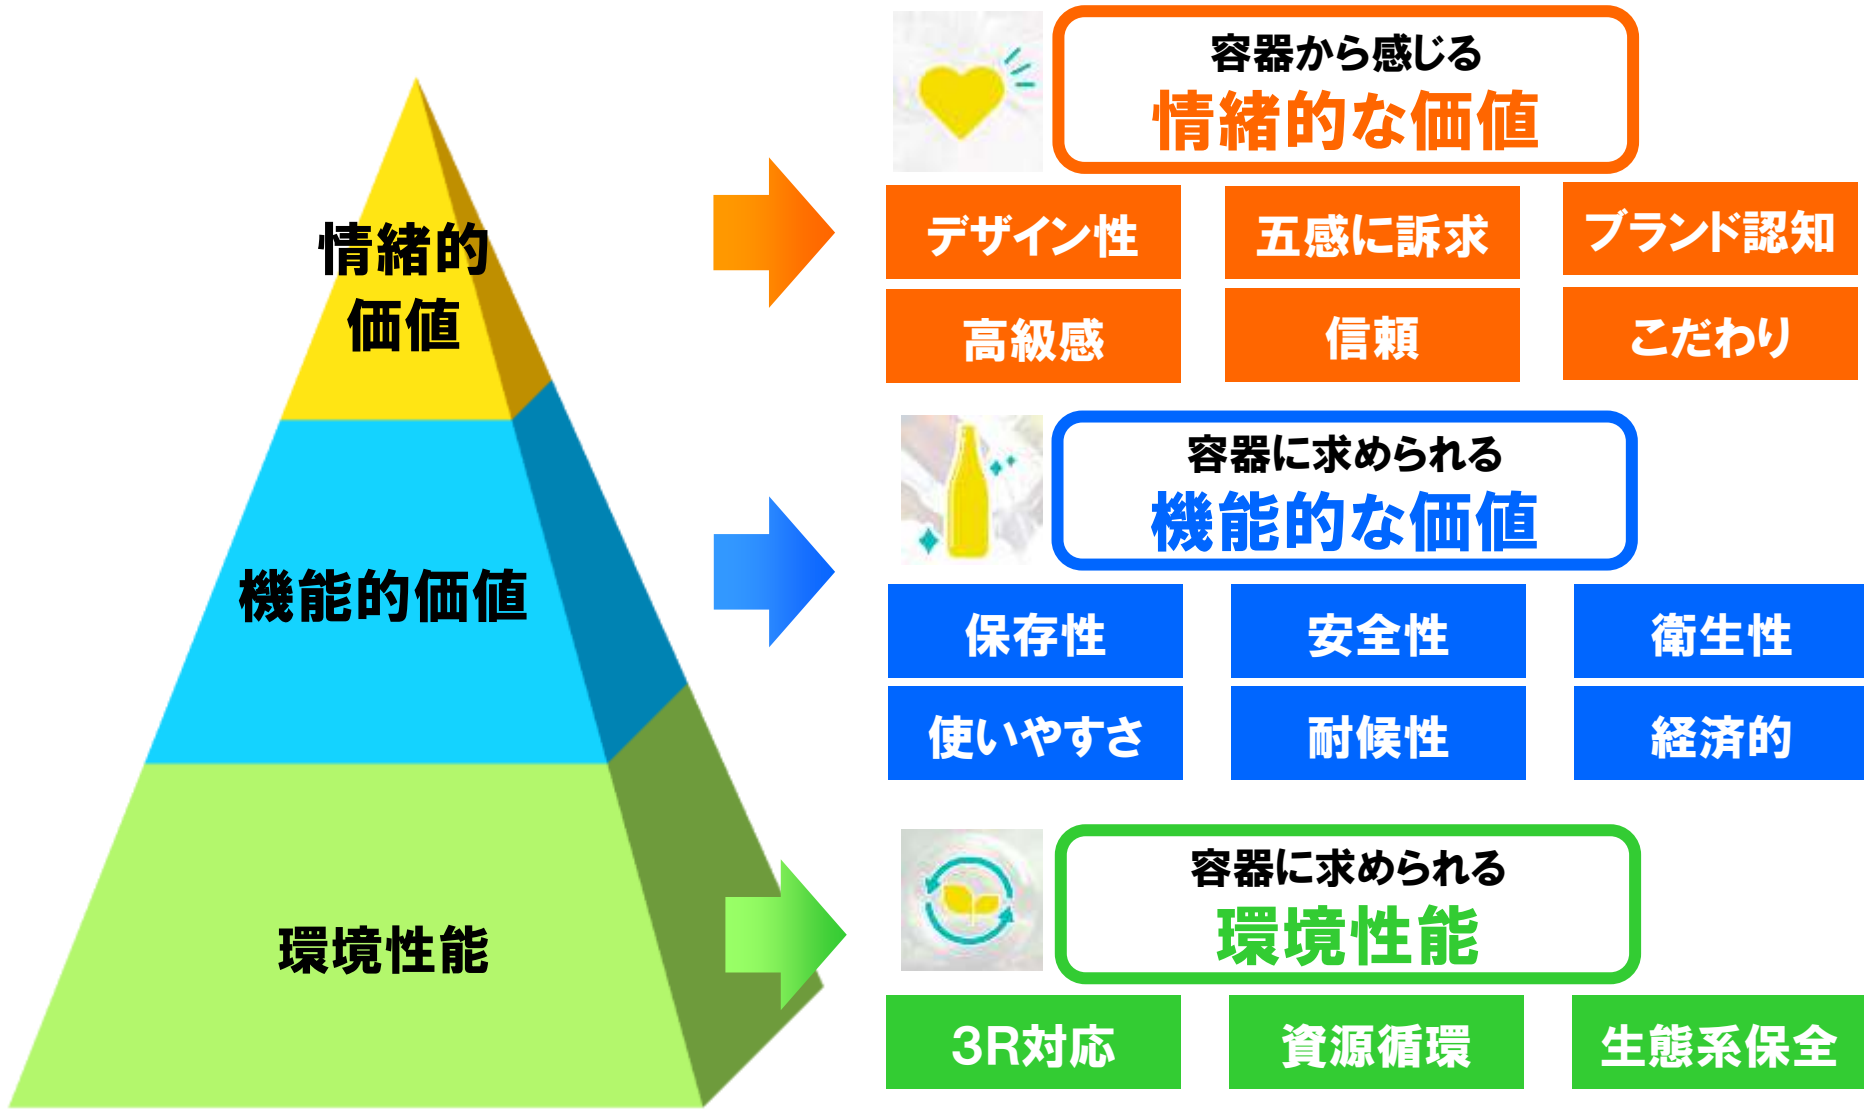 情緒的
価値
機能的価値
環境性能
容器から感じる
情緒的な価値
デザイン性
五感に訴求
ブランド認知
高級感
信頼
こだわり
容器に求められる
機能的な価値
保存性
安全性
衛生性
使いやすさ
耐候性
経済的
容器に求められる
環境性能
3R対応
資源循環
生態系保全